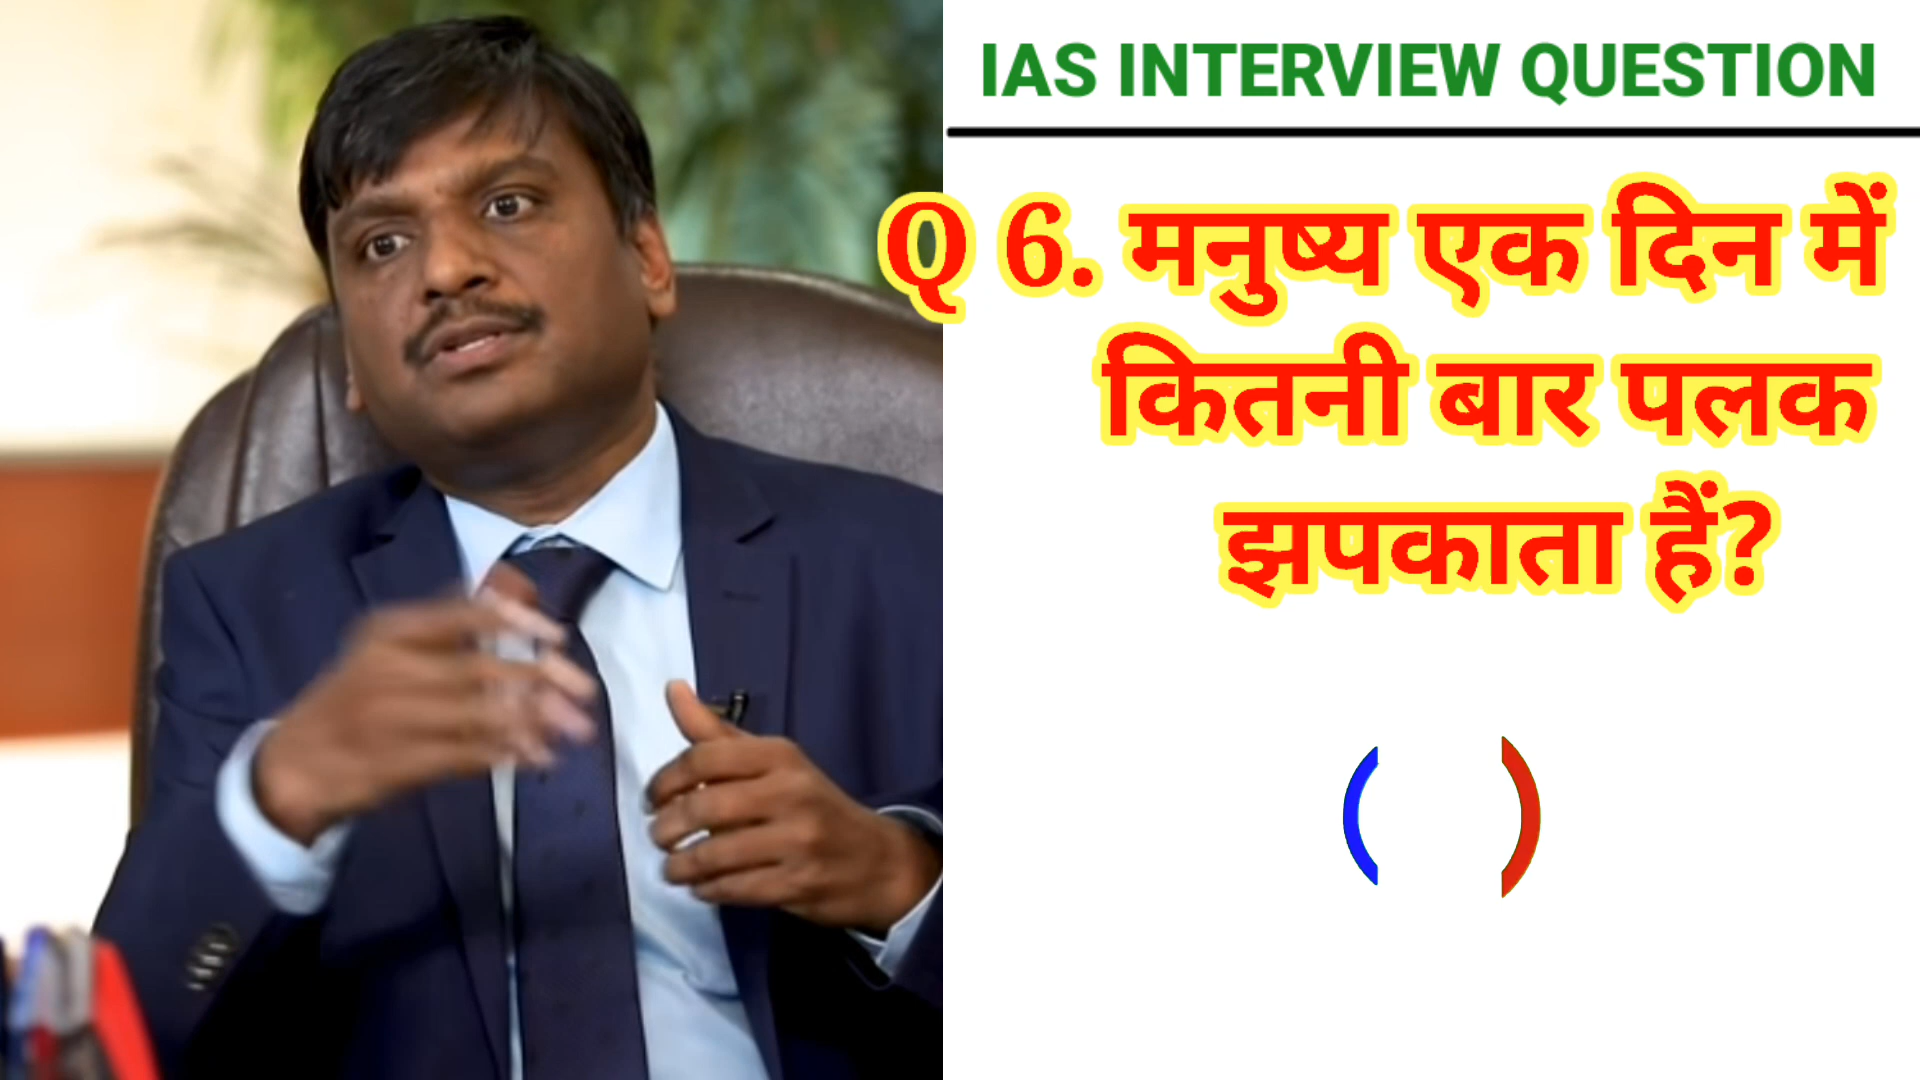 IAS INTERVIEW QUESTION
Q 6. मनुष्य एक दिन में
कितनी बार पलक
झपकाता हैं?